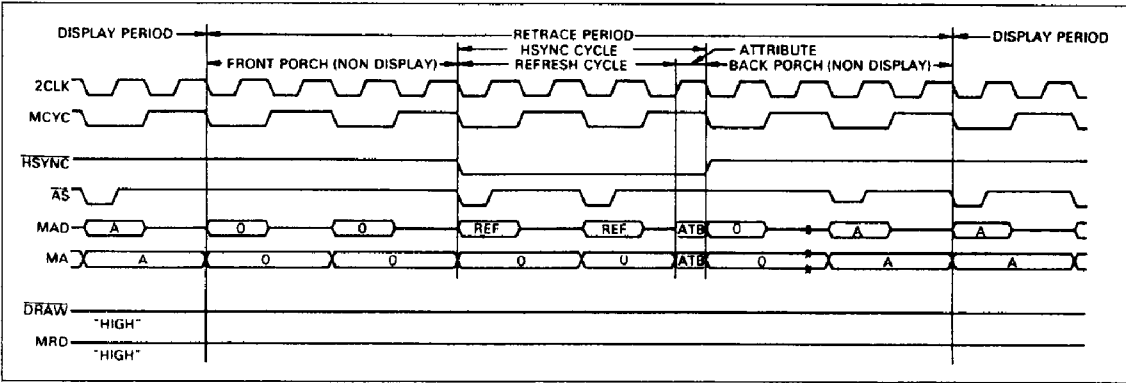 DISPLAY PERIOD RETRACE PERIOD DISPLAY PERIOD
HSYNC CYCLE ATTRIBUTE
FRONT PORCH (NON DISPLAY) REFRESH CYCLE BACK PORCH (NON DISPLAY)
2CLK
MCYC
HSYNC
AS
MAD A 0 0 REF REF ATB 0 A A
MA A 0 0 0 0 ATB 0 A A
DRAW
"HIGH"
MRD
"HIGH"